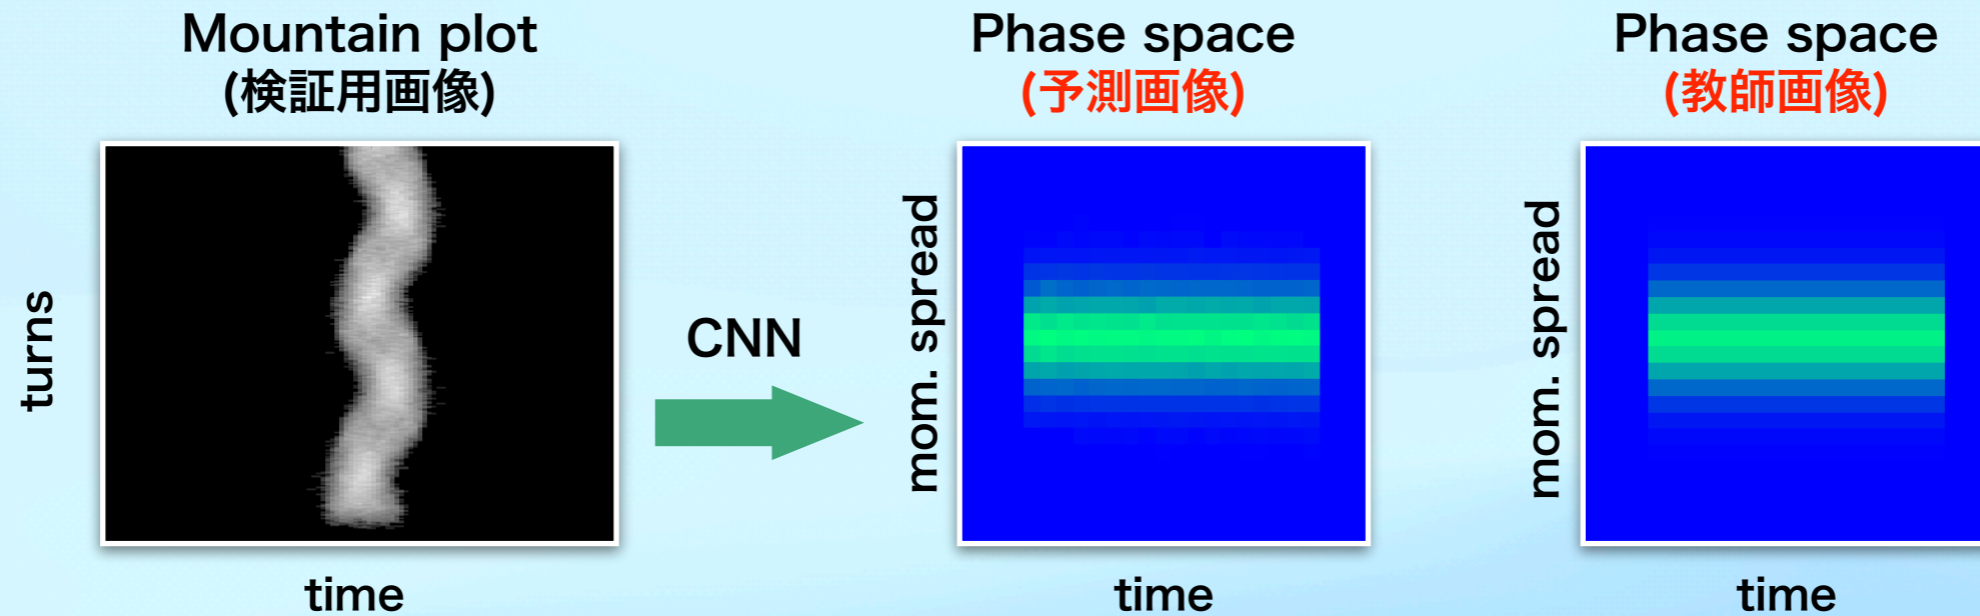 Mountain plot
(検証用画像)
turns
time
CNN
Phase space
(予測画像)
mom. spread
time
Phase space
(教師画像)
mom. spread
time